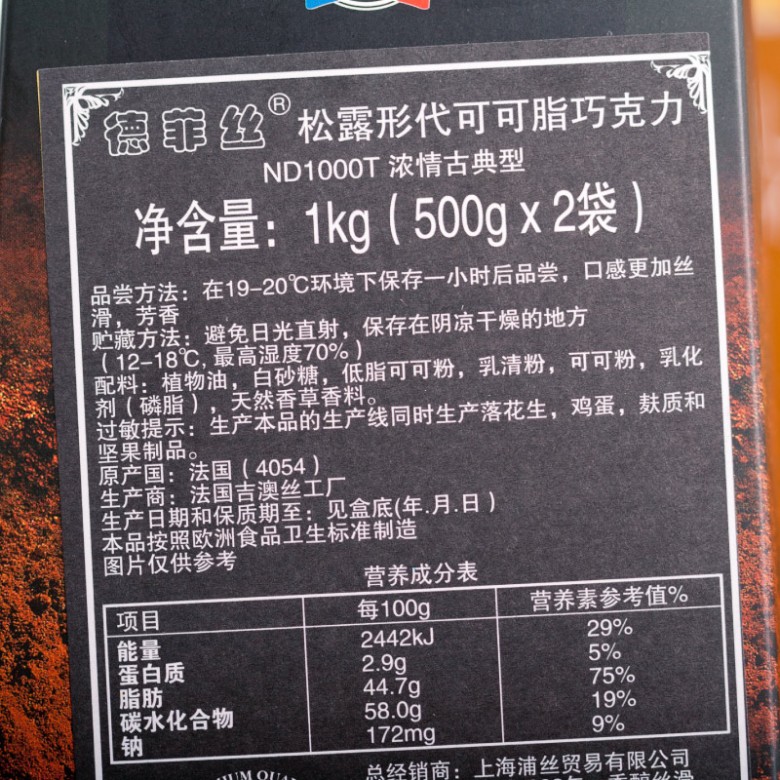 德菲丝® 松露形代可可脂巧克力
ND1000T 浓情古典型
净含量：1kg（500g x 2袋）
品尝方法：在19-20℃环境下保存一小时后品尝，口感更加丝
滑，芳香
贮藏方法：避免日光直射，保存在阴凉干燥的地方
（12-18℃, 最高湿度70%）
配料：植物油，白砂糖，低脂可可粉，乳清粉，可可粉，乳化
剂（磷脂），天然香草香料。
过敏提示：生产本品的生产线同时生产落花生，鸡蛋，麸质和
坚果制品。
原产国：法国（4054）
生产商：法国吉澳丝工厂
生产日期和保质期至：见盒底(年.月.日）
本品按照欧洲食品卫生标准制造
图片仅供参考
营养成分表
项目 每100g 营养素参考值%
能量 2442kJ 29%
蛋白质 2.9g 5%
脂肪 44.7g 75%
碳水化合物 58.0g 19%
钠 172mg 9%
总经销商：上海浦丝贸易有限公司